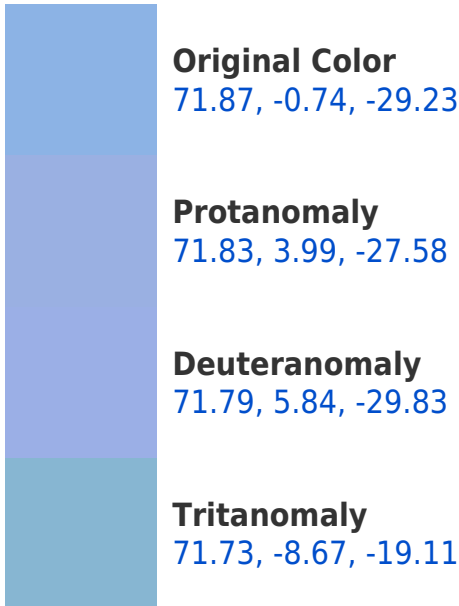 Original Color
71.87, -0.74, -29.23
Protanomaly
71.83, 3.99, -27.58
Deuteranomaly
71.79, 5.84, -29.83
Tritanomaly
71.73, -8.67, -19.11